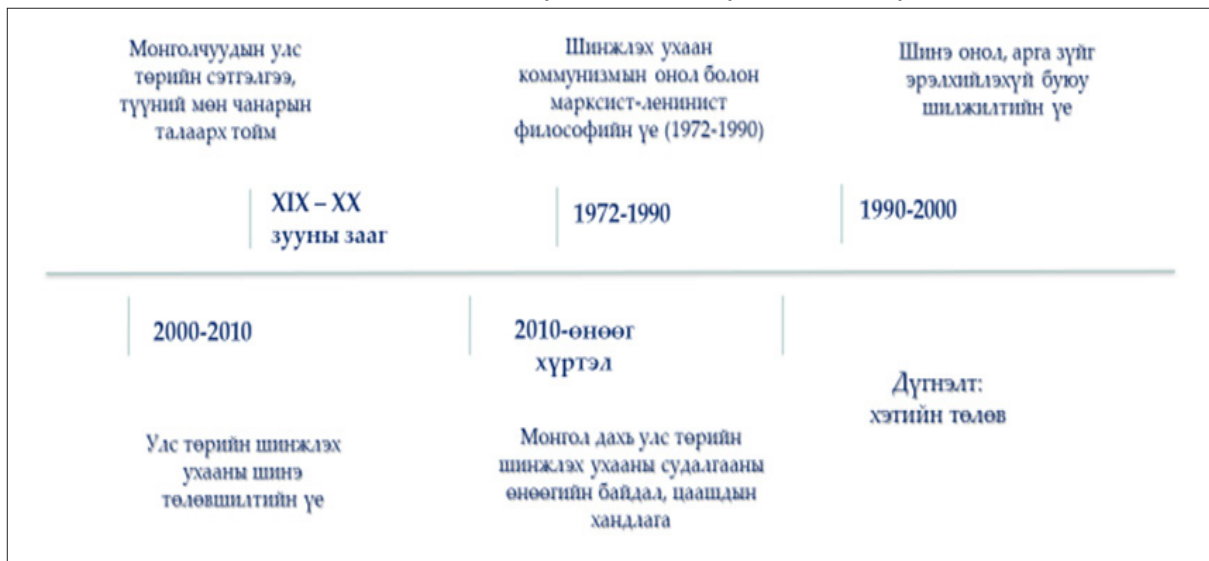 Монголчуудын улс
төрийн сэтгэлгээ,
түүний мөн чанарын
талаарх тойм
Шинжлэх ухаан
коммунизмын онол болон
марксист-ленинист
философийн үе (1972-1990)
Шинэ онол, арга зүйг
эрэлхийлэхүй буюу
шилжилтийн үе
XIX – XX
зууны зааг
1972-1990
1990-2000
2000-2010
2010-өнөөг
хүртэл
Дүгнэлт:
хэтийн төлөв
Улс төрийн шинжлэх
ухааны шинэ
төлөвшилтийн үе
Монгол дахь улс төрийн
шинжлэх ухааны судалгааны
өнөөгийн байдал, цаашдын
хандлага